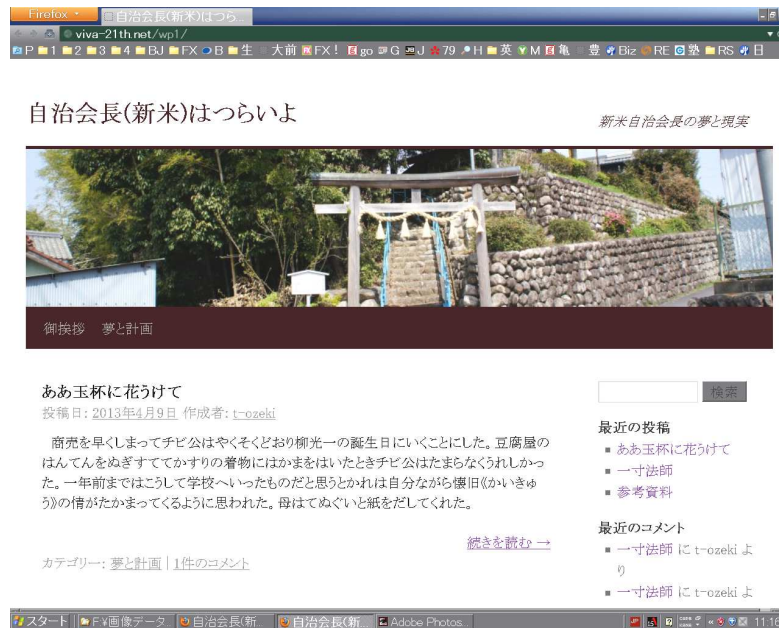 Firefox
自治会長(新米)はつら...
viva-21th.net/wp1/
P 1 2 3 4 BJ FX B 生 大前 FX! go G J 79 H 英 M 亀 豊 Biz RE 塾 RS 日
自治会長(新米)はつらいよ
新米自治会長の夢と現実
御挨拶 夢と計画
ああ玉杯に花うけて
投稿日: 2013年4月9日 作成者: t-ozeki
商売を早くしまってチビ公はやくそくどおり柳光一の誕生日にいくことにした。豆腐屋の
はんてんをぬぎすててかすりの着物にはかまをはいたときチビ公はたまらなくうれしかっ
た。一年前まではこうして学校へいったものだと思うとかれは自分ながら懐旧《かいきゅ
う》の情がたかまってくるように思われた。母はてぬぐいと紙をだしてくれた。
続きを読む →
カテゴリー: 夢と計画 | 1件のコメント
検索
最近の投稿
ああ玉杯に花うけて
一寸法師
参考資料
最近のコメント
一寸法師 に t-ozeki よ
り
一寸法師 に t-ozeki よ
スタート F¥画像データ 自治会長(新... 自治会長(新... Adobe Photos... 11:16